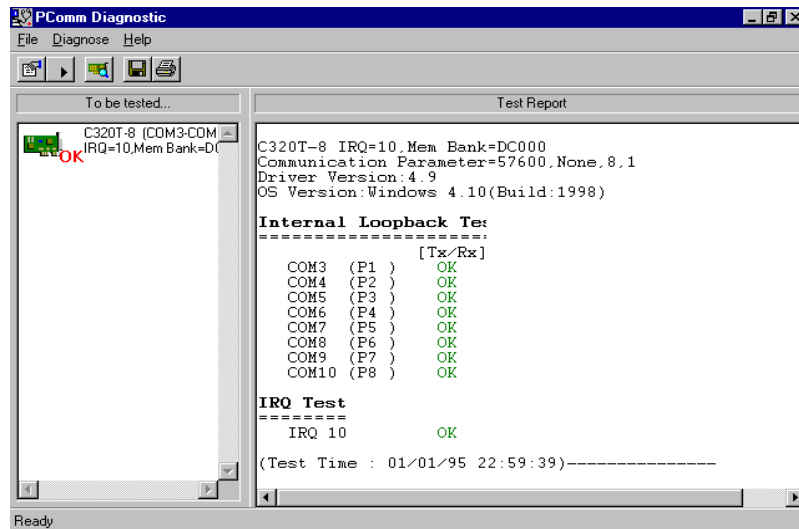 PComm Diagnostic
File Diagnose Help
To be tested...
C320T-8 (COM3-COM
IRQ=10,Mem Bank=D(
OK
Test Report
C320T-8 IRQ=10,Mem Bank=DC000
Communication Parameter=57600,None,8,1
Driver Version:4.9
OS Version:Windows 4.10(Build:1998)
Internal Loopback Tes
=======================
[Tx/Rx]
COM3 (P1 ) OK
COM4 (P2 ) OK
COM5 (P3 ) OK
COM6 (P4 ) OK
COM7 (P5 ) OK
COM8 (P6 ) OK
COM9 (P7 ) OK
COM10 (P8 ) OK
IRQ Test
========
IRQ 10 OK
(Test Time : 01/01/95 22:59:39)---------------
Ready